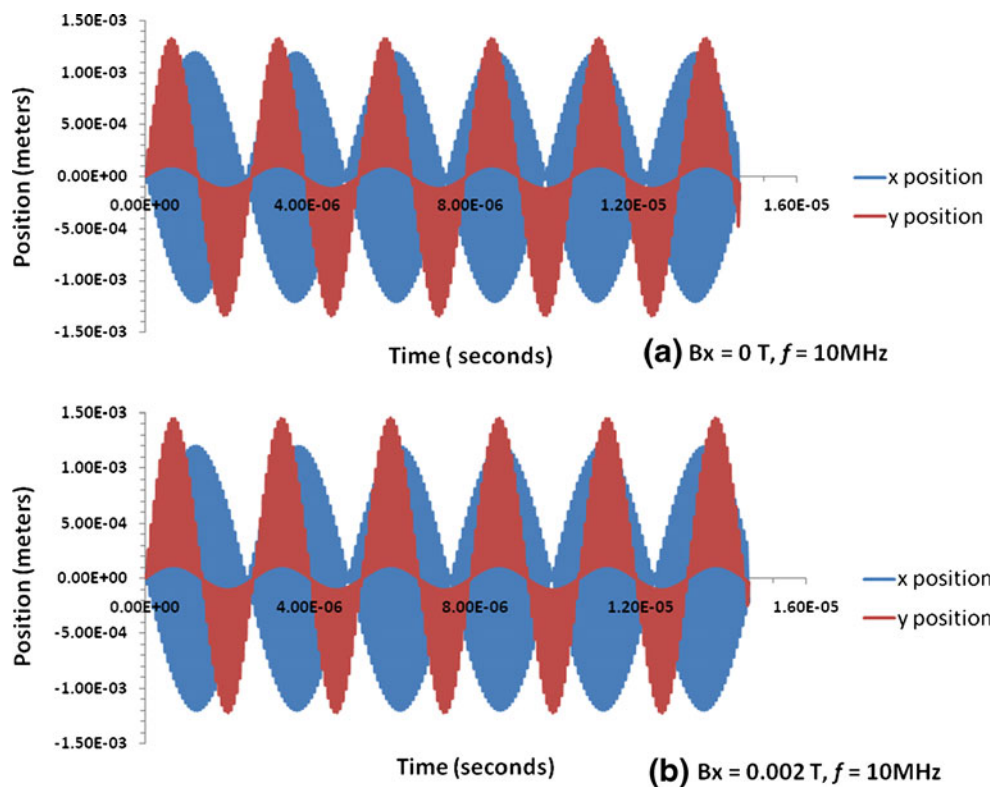 1.50E-03
1.00E-03
5.00E-04
0.00E+00
-5.00E-04
-1.00E-03
-1.50E-03
Position (meters)
0.00E+00 4.00E-06 8.00E-06 1.20E-05 1.60E-05
x position
y position
Time ( seconds)
(a) Bx = 0 T, f = 10MHz
1.50E-03
1.00E-03
5.00E-04
0.00E+00
-5.00E-04
-1.00E-03
-1.50E-03
Position (meters)
0.00E+00 4.00E-06 8.00E-06 1.20E-05 1.60E-05
x position
y position
Time (seconds)
(b) Bx = 0.002 T, f = 10MHz